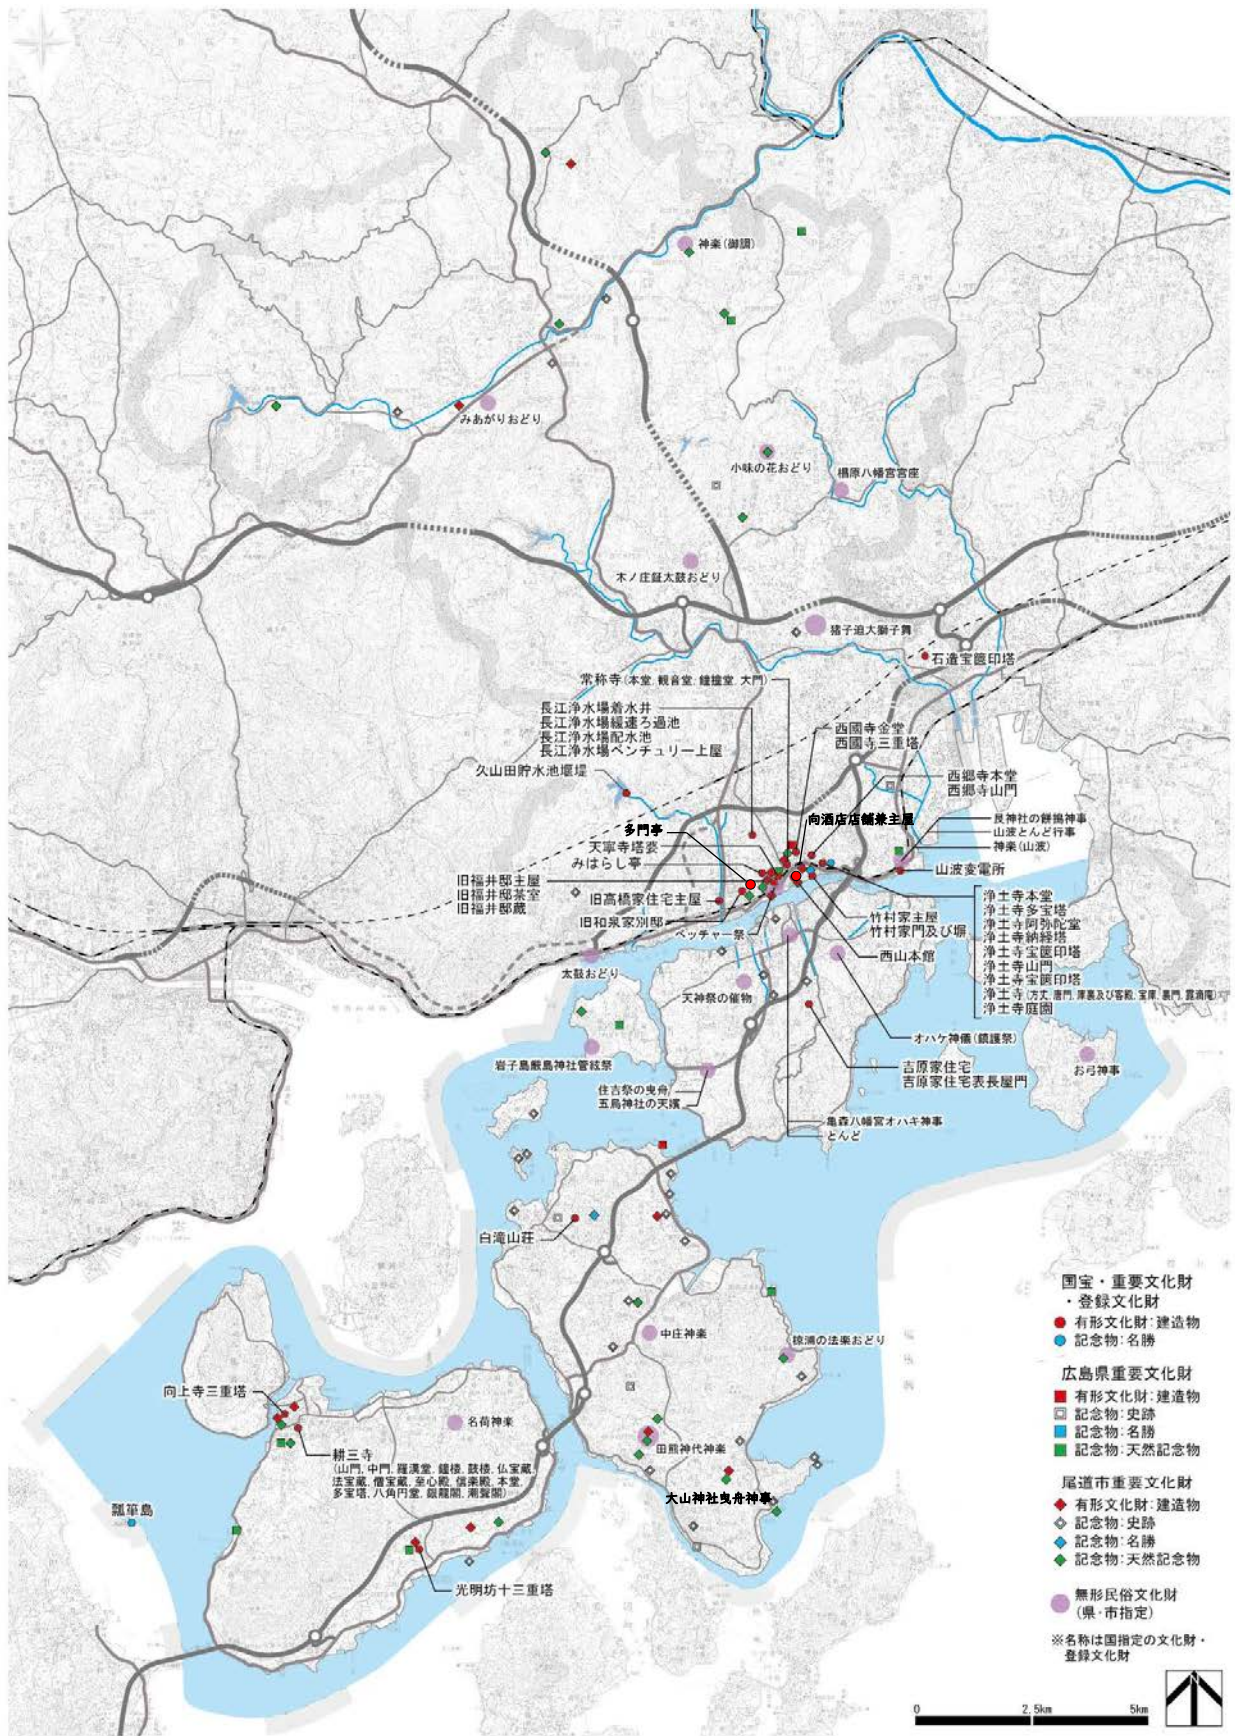 神楽(御調)
みあがりおどり
小味の花おどり
楫原八幡宮宮座
木ノ庄鉦太鼓おどり
猪子迫大獅子舞
石造宝篋印塔
常称寺(本堂, 観音堂, 鐘撞堂, 大門)
長江浄水場着水井
長江浄水場緩速ろ過池
長江浄水場配水池
長江浄水場ベンチュリー上屋
西國寺金堂
西國寺三重塔
久山田貯水池堰堤
西郷寺本堂
西郷寺山門
多門亭
向酒店店舗兼主屋
天寧寺塔婆
みはらし亭
艮神社の餅搗神事
山波とんど行事
神楽(山波)
山波変電所
旧福井邸主屋
旧福井邸茶室
旧福井邸蔵
旧高橋家住宅主屋
旧和泉家別邸
ベッチャー祭
竹村家主屋
竹村家門及び塀
西山本館
浄土寺本堂
浄土寺多宝塔
浄土寺阿弥陀堂
浄土寺納経塔
浄土寺宝篋印塔
浄土寺山門
浄土寺宝篋印塔
浄土寺(方丈, 唐門, 庫裏及び客殿, 宝庫, 裏門, 露滴庵)
浄土寺庭園
太鼓おどり
天神祭の催物
オハケ神儀(鏡護祭)
岩子島厳島神社管絃祭
吉原家住宅
吉原家住宅表長屋門
お弓神事
住吉祭の曳舟
五烏神社の天譲
亀森八幡宮オハキ神事
とんど
白滝山荘
中庄神楽
椋浦の法楽おどり
向上寺三重塔
名荷神楽
耕三寺
(山門, 中門, 羅漢堂, 鐘楼, 鼓楼, 仏宝蔵,
法宝蔵, 僧宝蔵, 至心殿, 信楽殿, 本堂,
多宝塔, 八角円堂, 銀龍閣, 潮聲閣)
田熊神代神楽
大山神社曳舟神事
瓢箪島
光明坊十三重塔
国宝・重要文化財
・登録文化財
有形文化財:建造物
記念物:名勝
広島県重要文化財
有形文化財:建造物
記念物:史跡
記念物:名勝
記念物:天然記念物
尾道市重要文化財
有形文化財:建造物
記念物:史跡
記念物:名勝
記念物:天然記念物
無形民俗文化財
(県・市指定)
※名称は国指定の文化財・
登録文化財
0 2.5km 5km
N